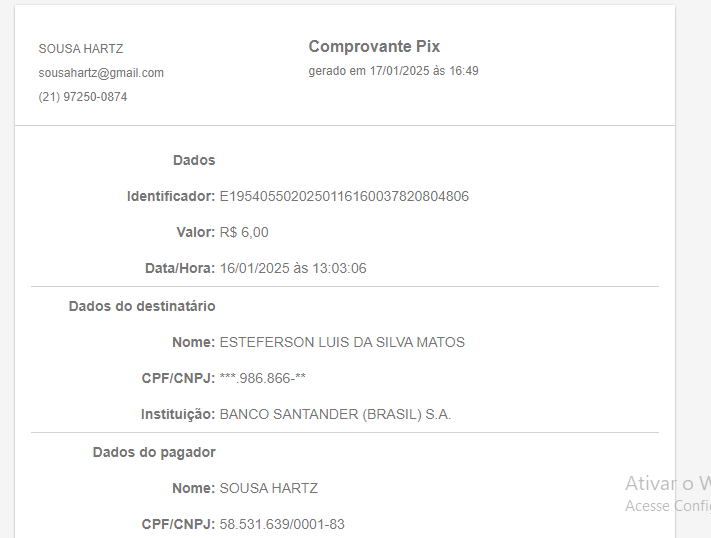 SOUSA HARTZ
sousahartz@gmail.com
(21) 97250-0874
Comprovante Pix
gerado em 17/01/2025 às 16:49
Dados
Identificador: E1954055020250116160037820804806
Valor: R$ 6,00
Data/Hora: 16/01/2025 às 13:03:06
Dados do destinatário
Nome: ESTEFERSON LUIS DA SILVA MATOS
CPF/CNPJ: ***.986.866-**
Instituição: BANCO SANTANDER (BRASIL) S.A.
Dados do pagador
Nome: SOUSA HARTZ
CPF/CNPJ: 58.531.639/0001-83
Ativar o W
Acesse Config